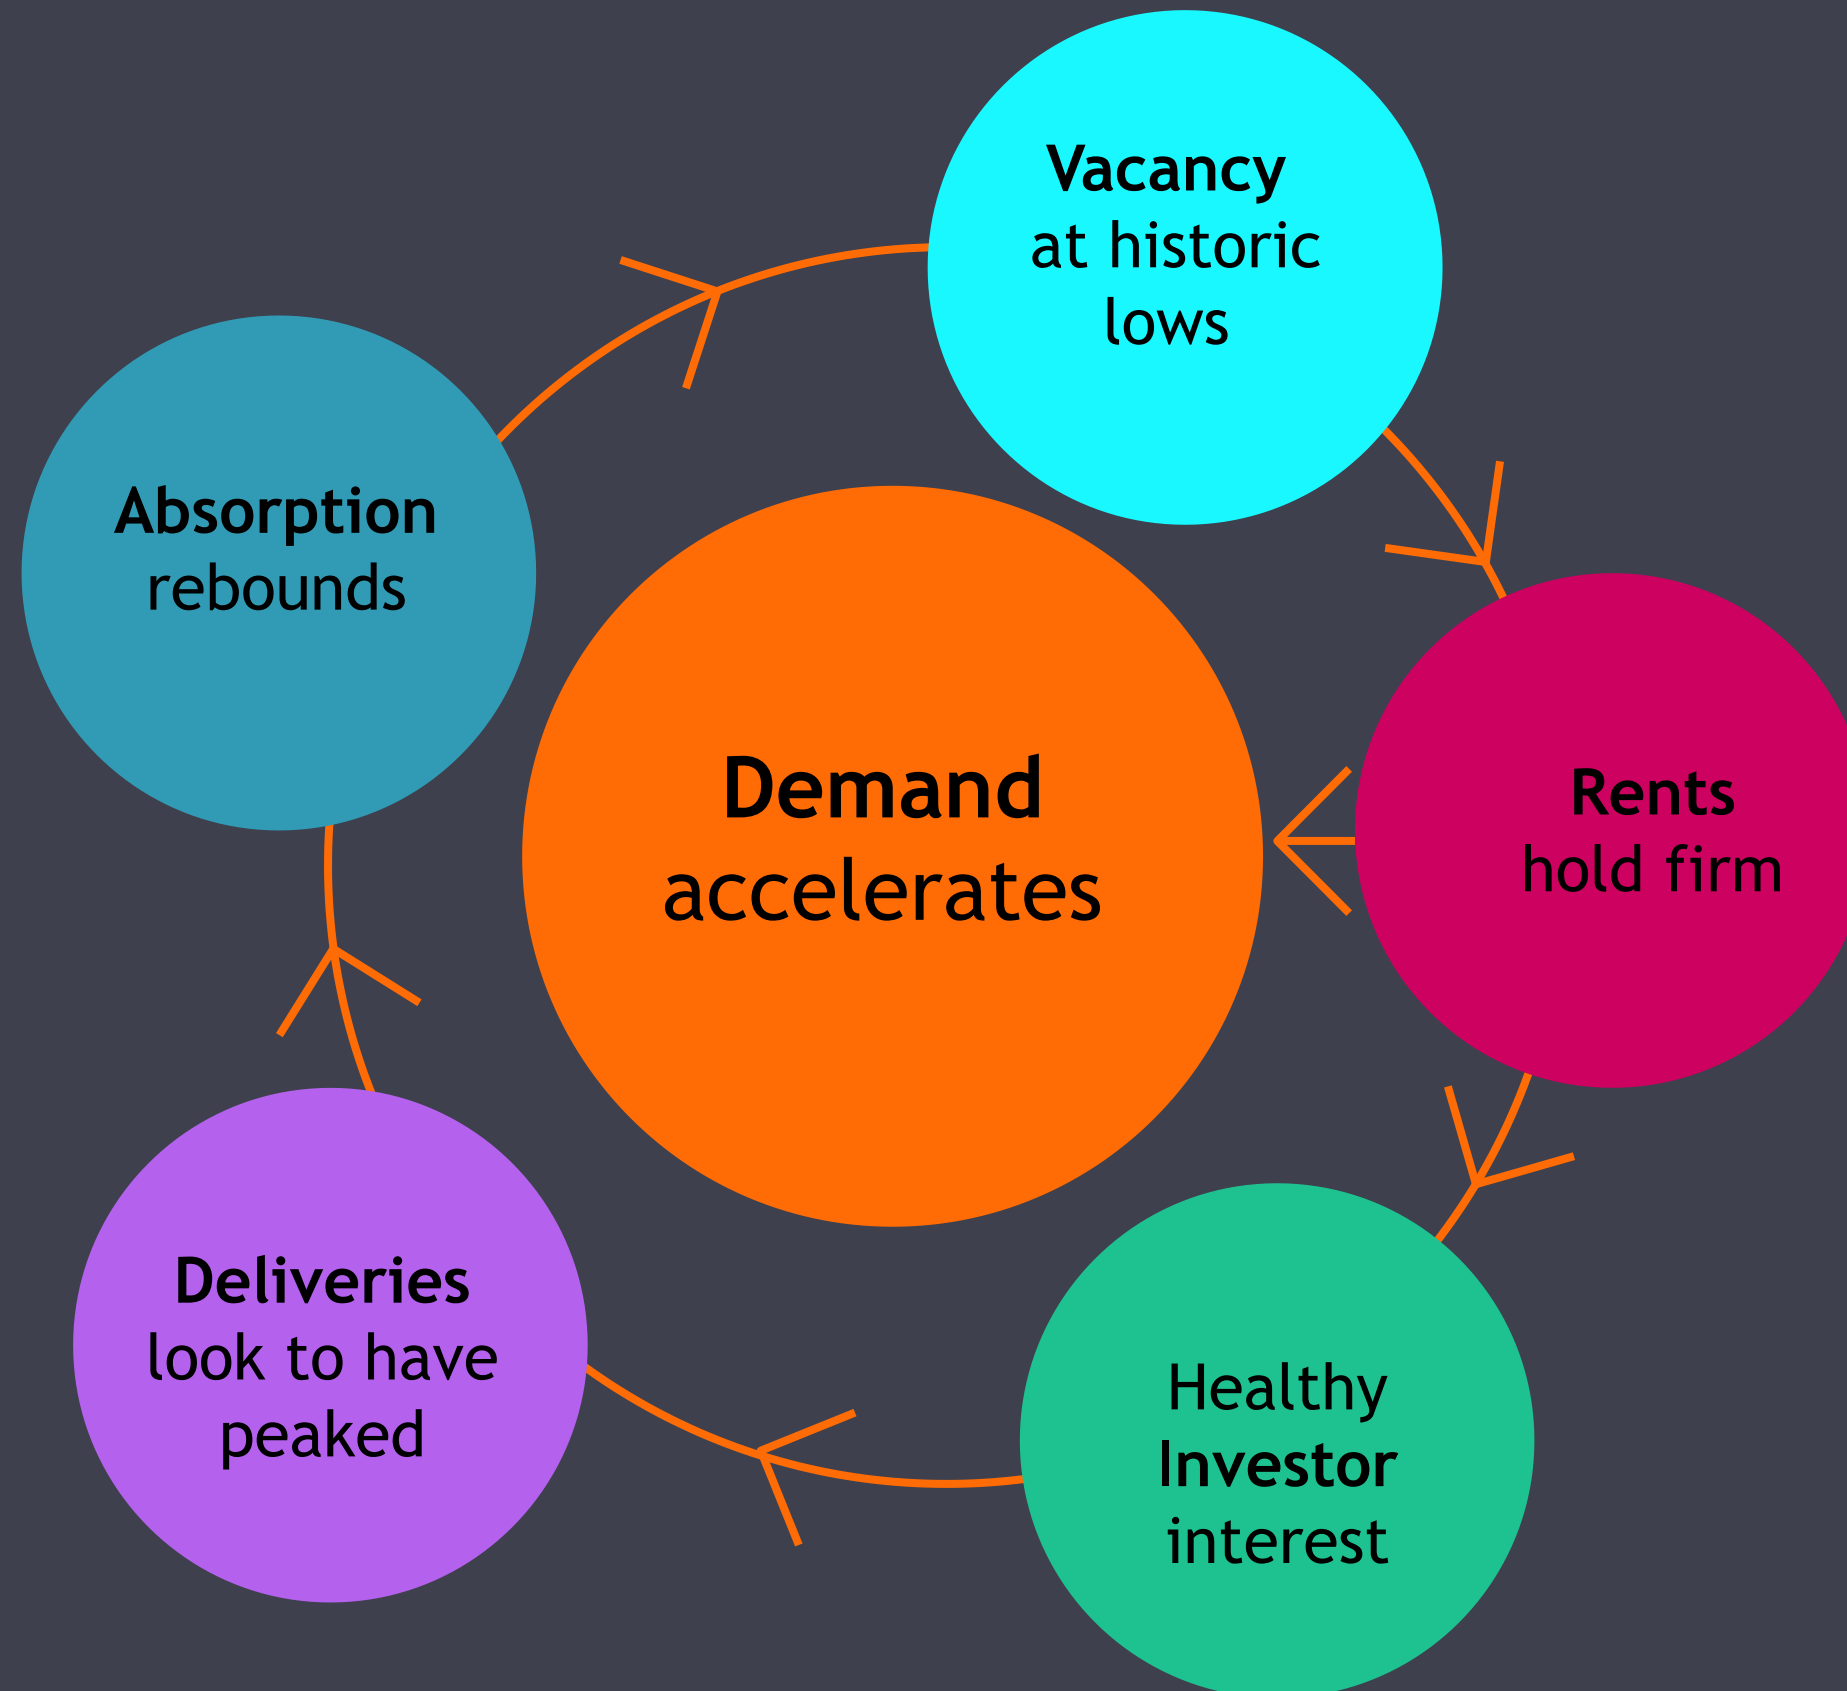 Vacancy
at historic
lows
Absorption
rebounds
Demand
accelerates
Rents
hold firm
Deliveries
look to have
peaked
Healthy
Investor
interest